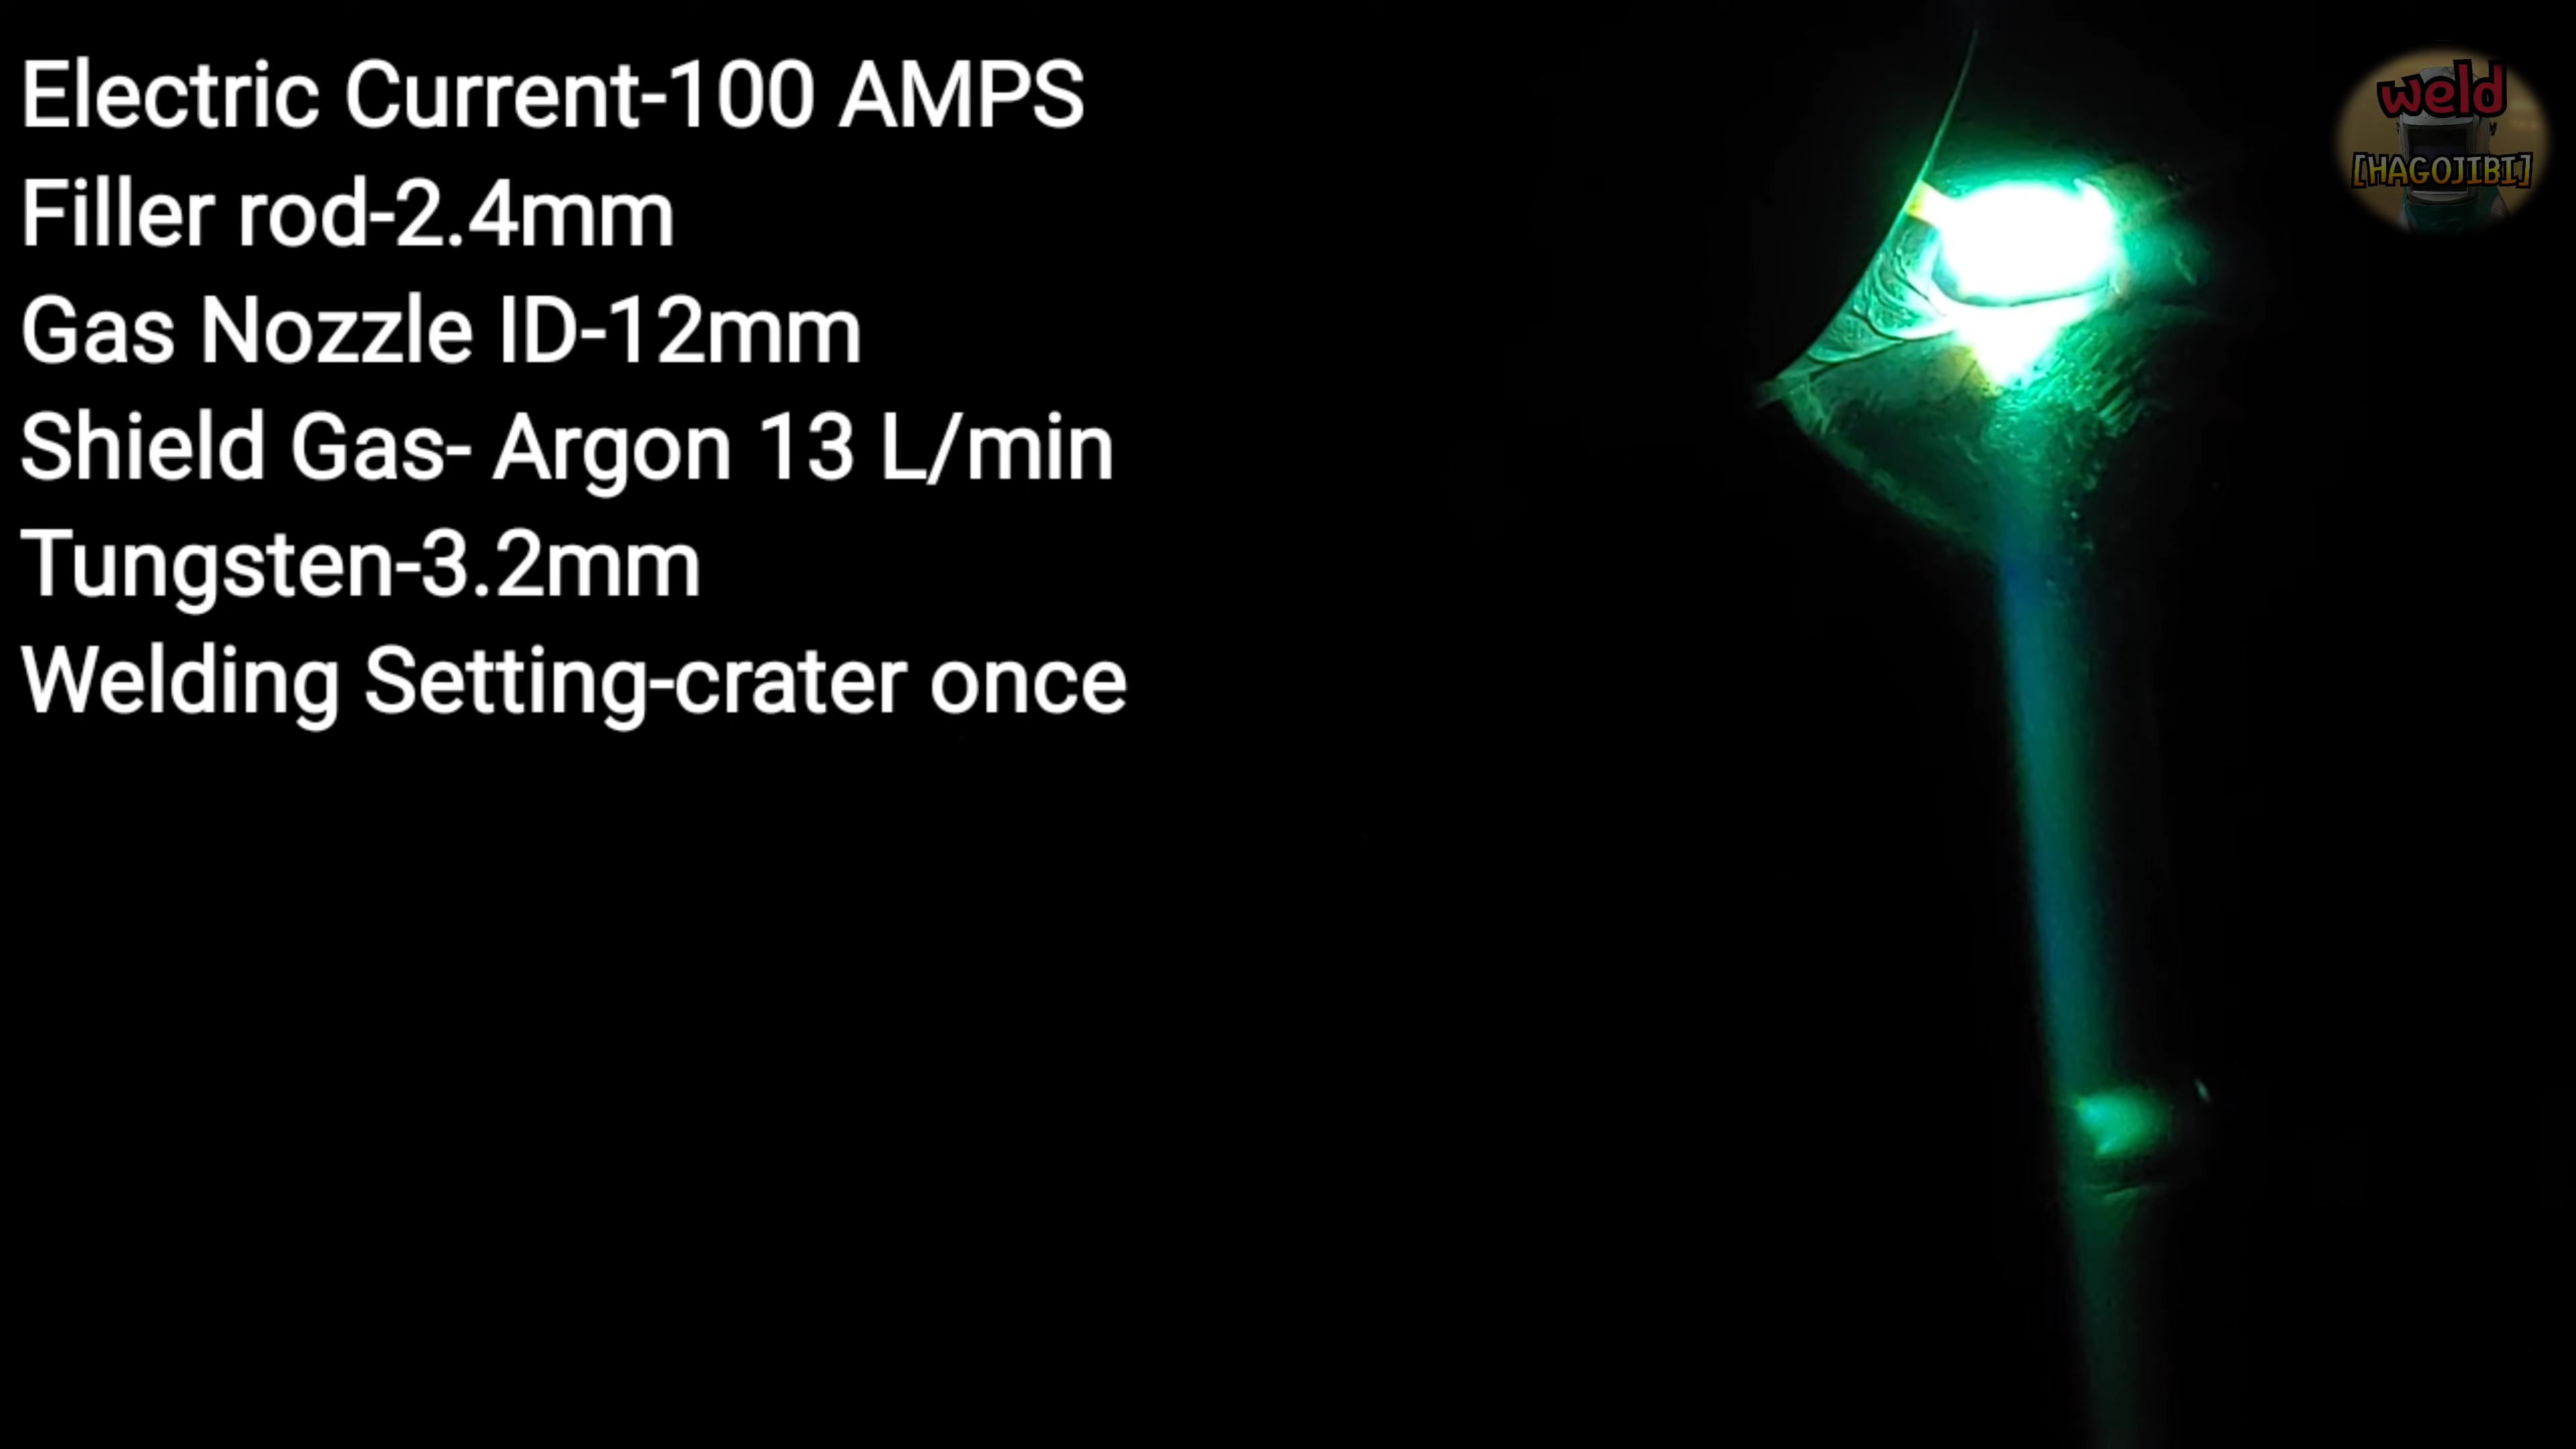 Electric Current-100 AMPS
Filler rod-2.4mm
Gas Nozzle ID-12mm
Shield Gas- Argon 13 L/min
Tungsten-3.2mm
Welding Setting-crater once
weld
[HAGOJIBI]